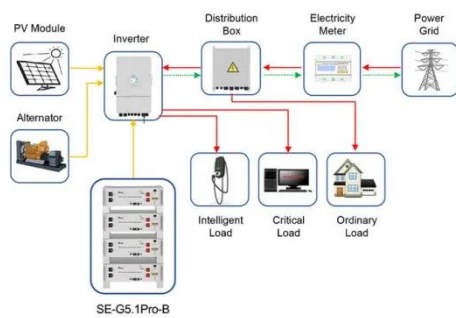 PV Module
Inverter
Distribution
Box
Electricity
Meter
Power
Grid
Alternator
Intelligent
Load
Critical
Load
Ordinary
Load
SE-G5.1Pro-B